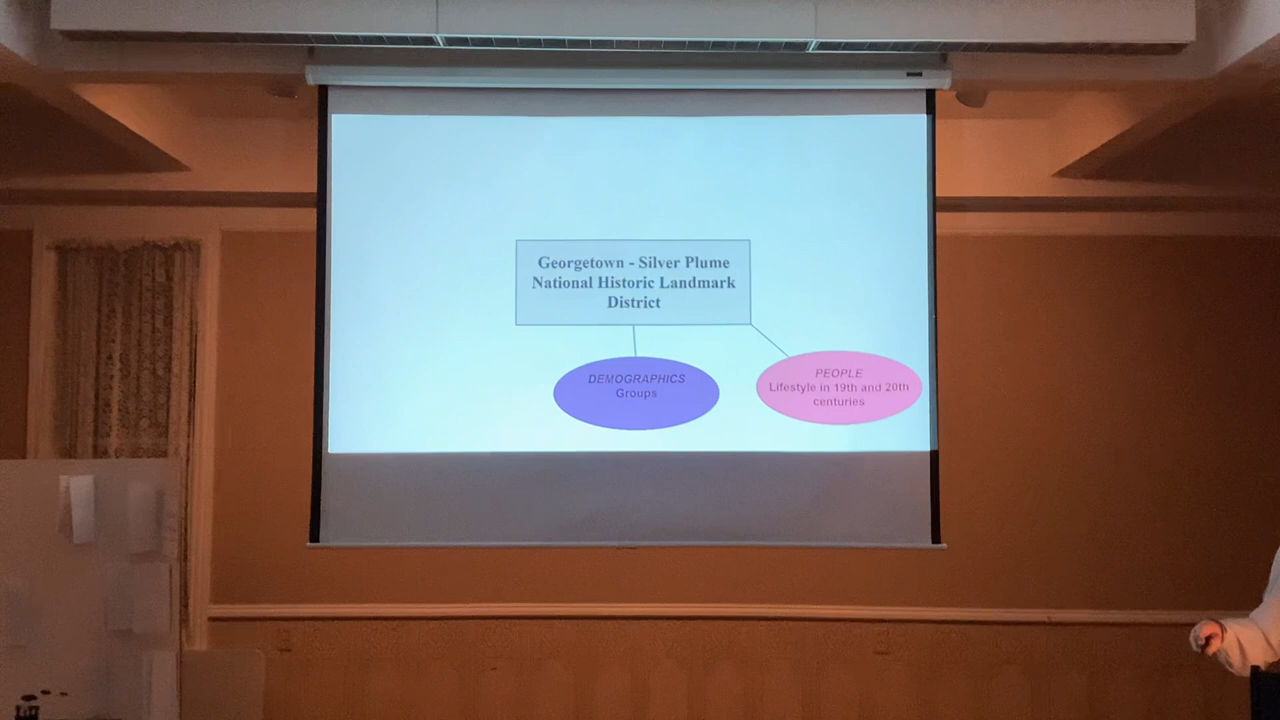 Georgetown - Silver Plume
National Historic Landmark
District
DEMOGRAPHICS
Groups
PEOPLE
Lifestyle in 19th and 20th
centuries